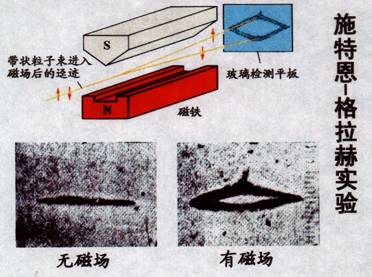 施特恩-格拉赫实验
S
带状粒子束进入
磁场后的径迹
玻璃检测平板
N
磁铁
无磁场
有磁场